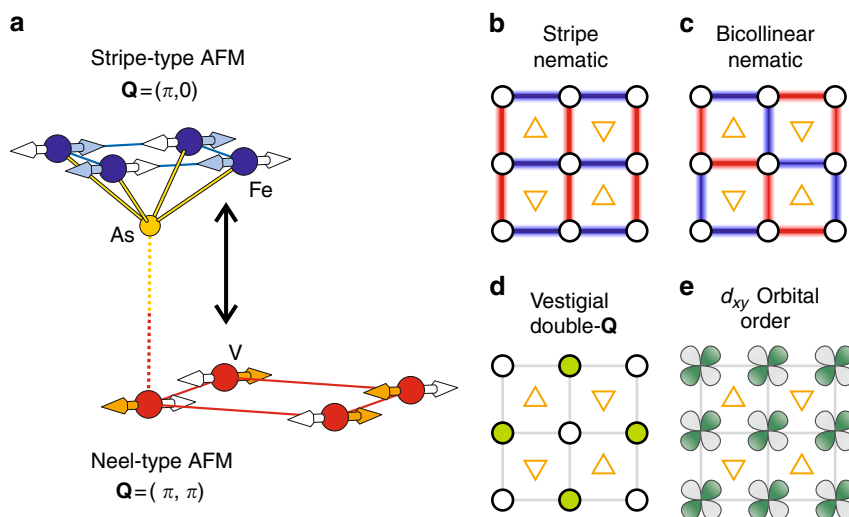 a
Stripe-type AFM
Q=(π,0)
Fe
As
V
Neel-type AFM
Q=( π, π)
b
Stripe
nematic
c
Bicollinear
nematic
d
Vestigial
double-Q
e
dxy Orbital
order